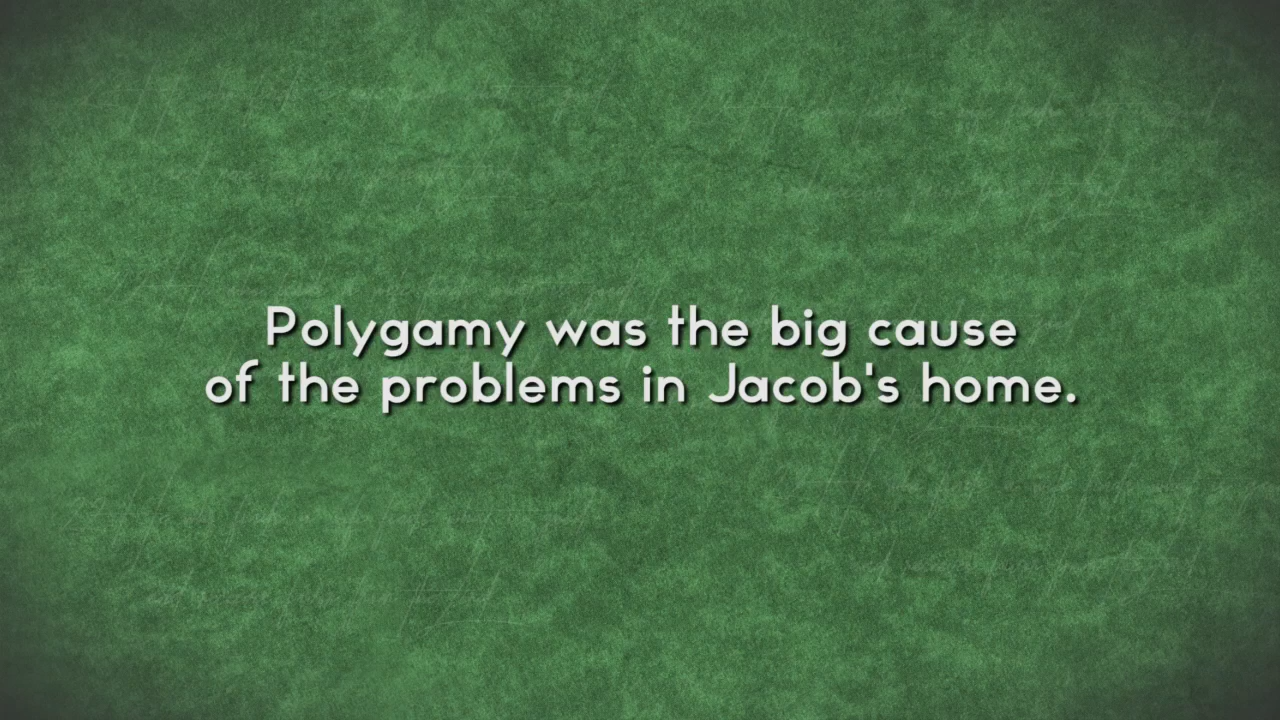 Polygamy was the big cause
of the problems in Jacob's home.